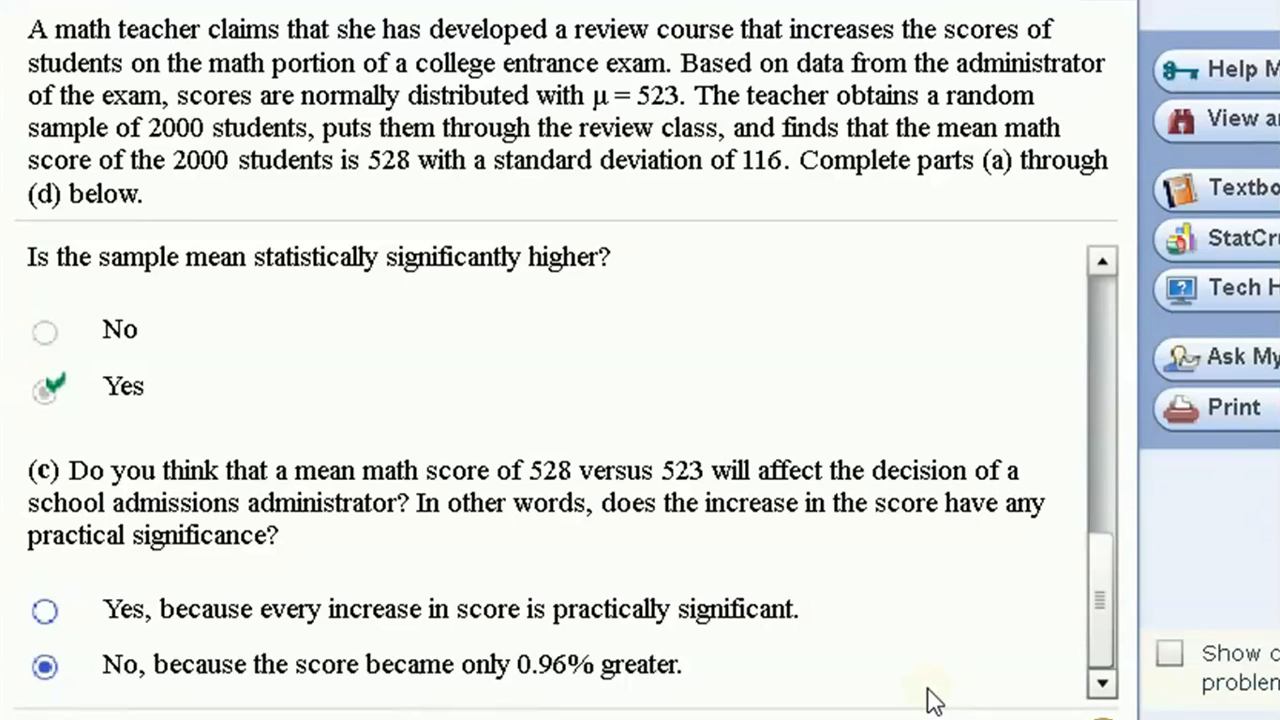 A math teacher claims that she has developed a review course that increases the scores of
students on the math portion of a college entrance exam. Based on data from the administrator
of the exam, scores are normally distributed with μ = 523. The teacher obtains a random
sample of 2000 students, puts them through the review class, and finds that the mean math
score of the 2000 students is 528 with a standard deviation of 116. Complete parts (a) through
(d) below.
Is the sample mean statistically significantly higher?
No
Yes
(c) Do you think that a mean math score of 528 versus 523 will affect the decision of a
school admissions administrator? In other words, does the increase in the score have any
practical significance?
Yes, because every increase in score is practically significant.
No, because the score became only 0.96% greater.
Help M
View a
Textbo
StatCr
Tech H
Ask My
Print
Show
problem